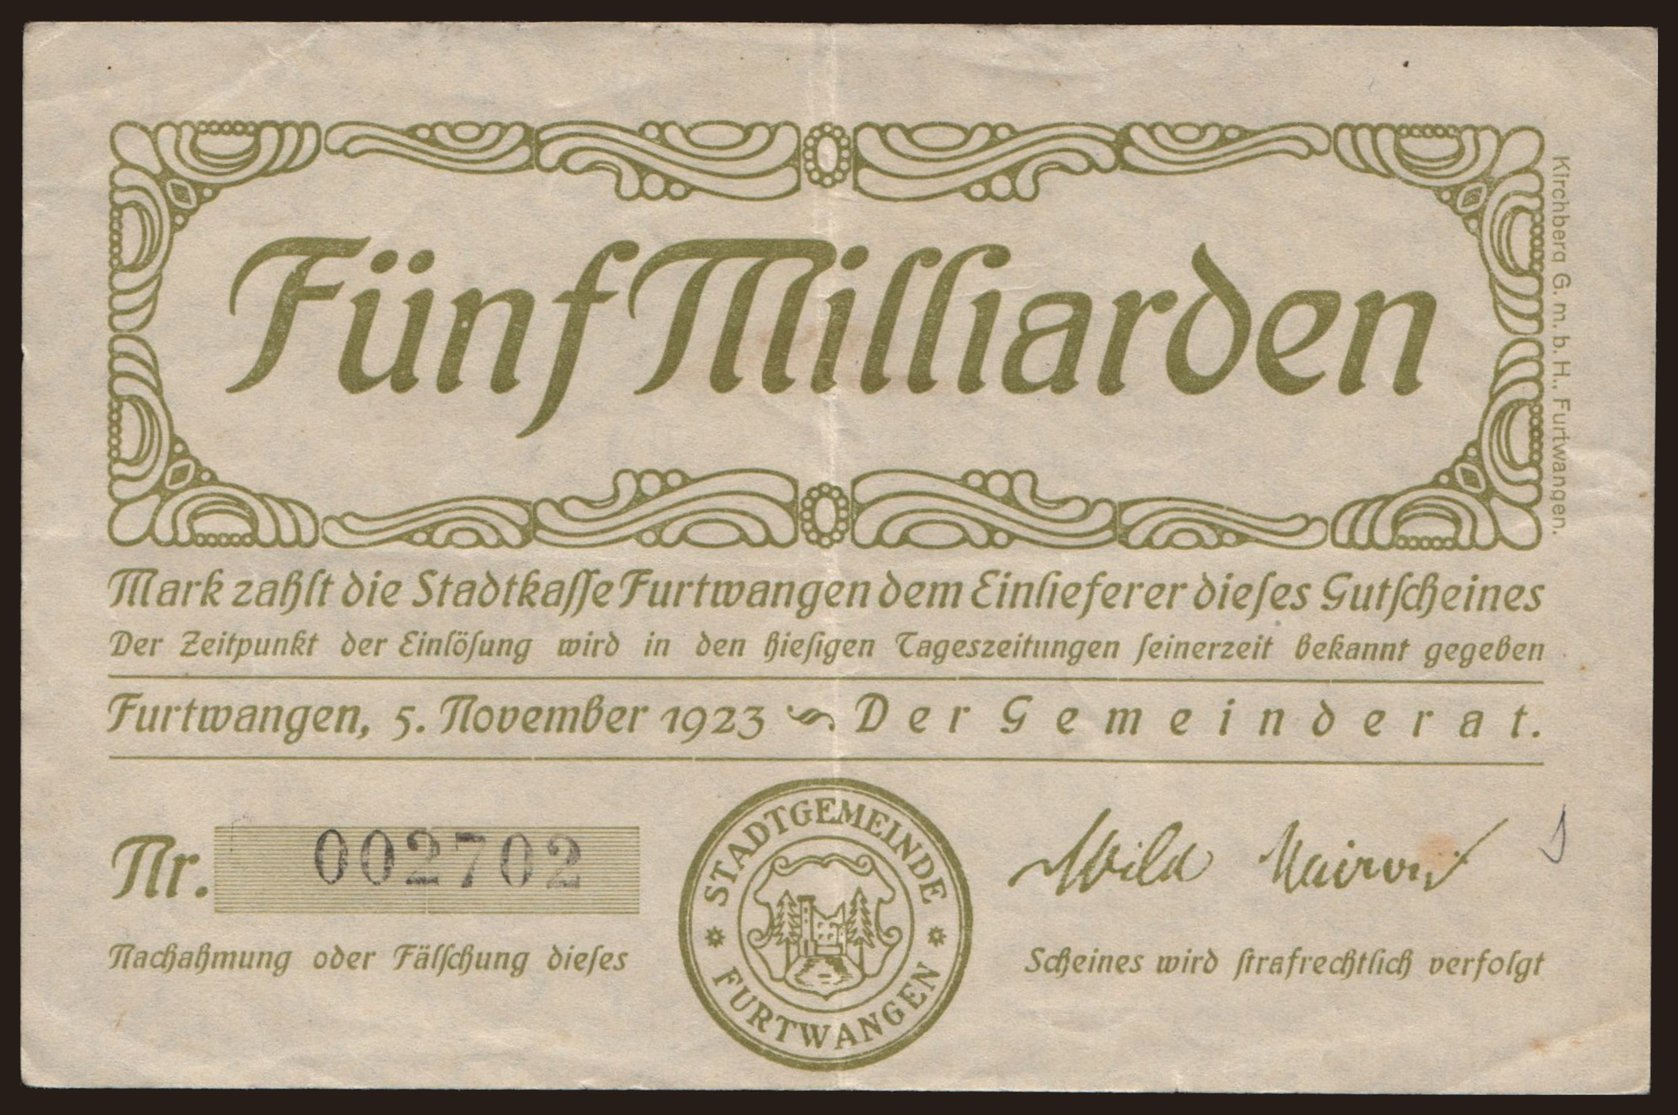 Fünf Milliarden
Mark zahlt die Stadtkasse Furtwangen dem Einlieferer dieses Gutscheines
Der Zeitpunkt der Einlösung wird in den hiesigen Tageszeitungen seinerzeit bekannt gegeben
Furtwangen, 5. November 1923 Der Gemeinderat.
Nr. 002702
STADTGEMEINDE
FURTWANGEN
Wild
Nachahmung oder Fälschung dieses
Scheines wird strafrechtlich verfolgt
Kirchberg G. m. b. H., Furtwangen.